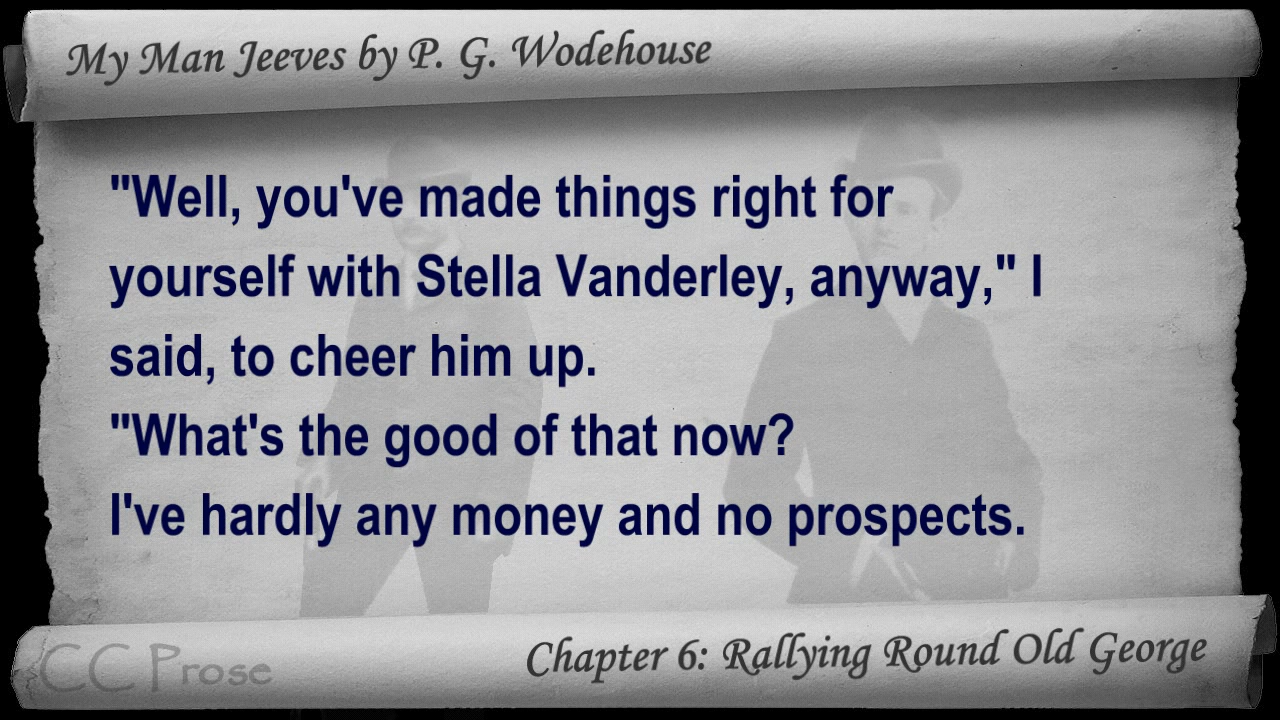 My Man Jeeves by P. G. Wodehouse
"Well, you've made things right for
yourself with Stella Vanderley, anyway," I
said, to cheer him up.
"What's the good of that now?
I've hardly any money and no prospects.
CC Prose
Chapter 6: Rallying Round Old George